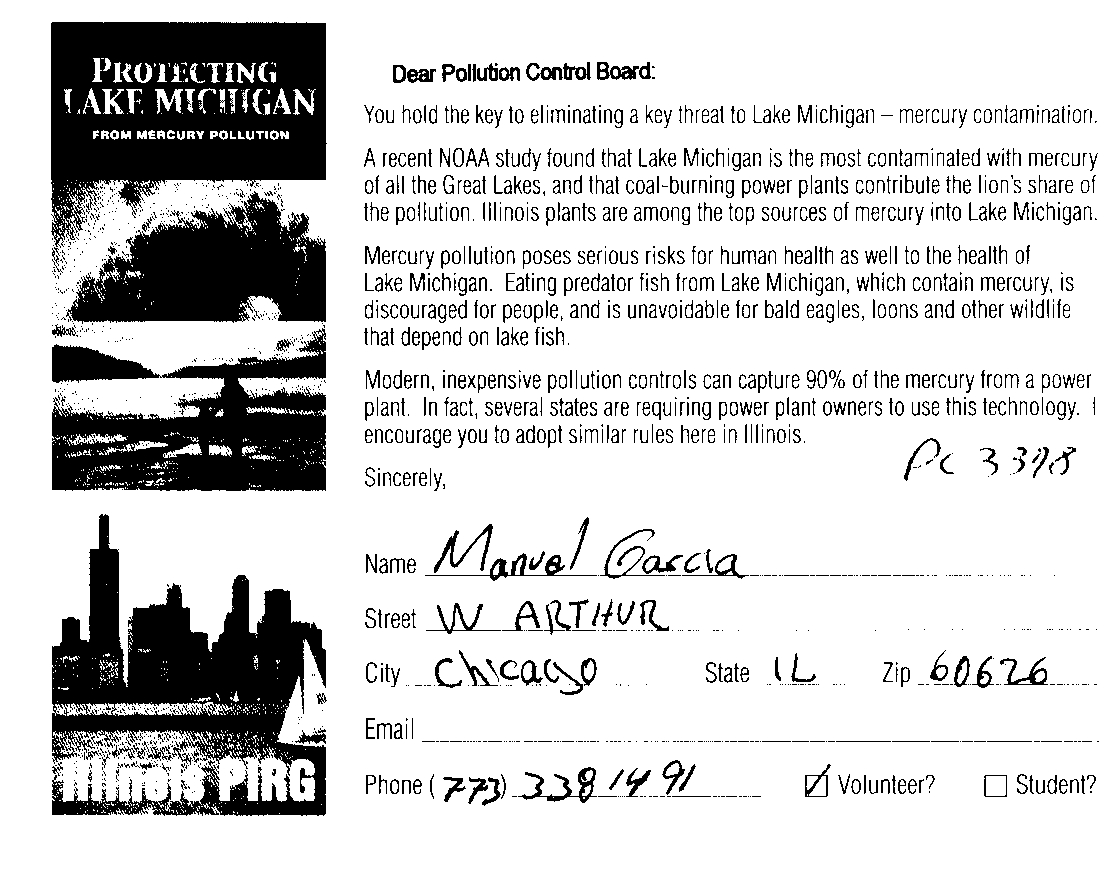 PROTECTING
LAKE MICHIGAN
FROM MERCURY POLLUTION
Illinois PIRG
Dear Pollution Control Board:
You hold the key to eliminating a key threat to Lake Michigan – mercury contamination.
A recent NOAA study found that Lake Michigan is the most contaminated with mercury
of all the Great Lakes, and that coal-burning power plants contribute the lion's share of
the pollution. Illinois plants are among the top sources of mercury into Lake Michigan.
Mercury pollution poses serious risks for human health as well to the health of
Lake Michigan. Eating predator fish from Lake Michigan, which contain mercury, is
discouraged for people, and is unavoidable for bald eagles, loons and other wildlife
that depend on lake fish.
Modern, inexpensive pollution controls can capture 90% of the mercury from a power
plant. In fact, several states are requiring power plant owners to use this technology. I
encourage you to adopt similar rules here in Illinois.
PC 3398
Sincerely,
Name Manuel Garcia
Street W ARTHUR
City Chicago State IL Zip 60626
Email
Phone (773) 338 1491 Volunteer? Student?